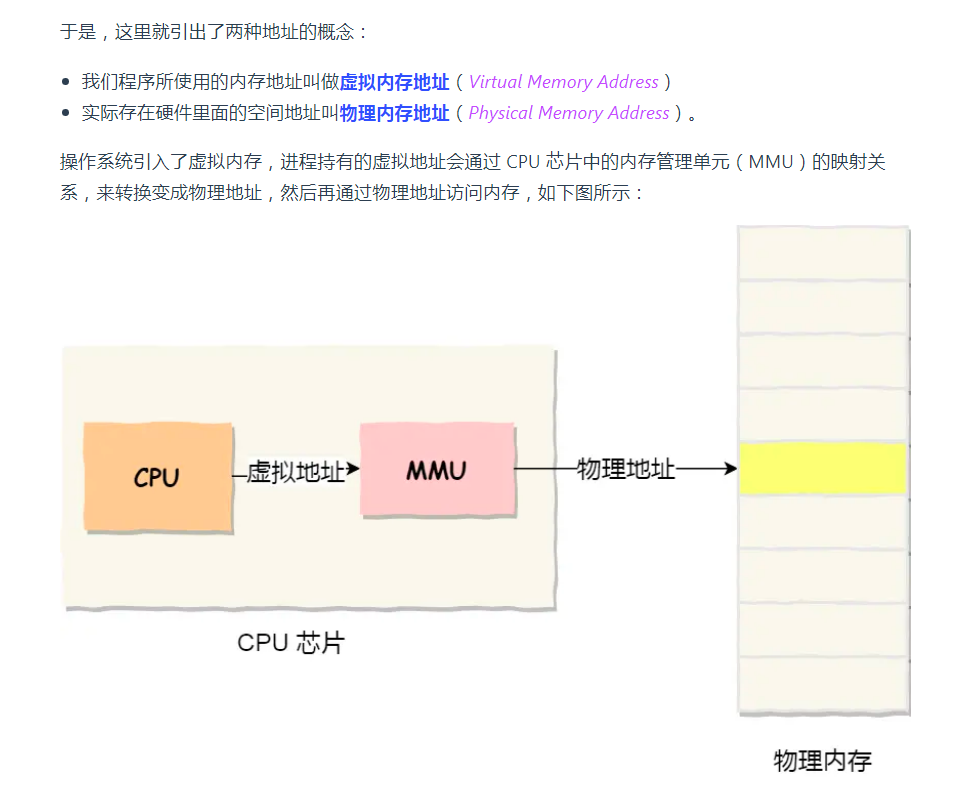 于是，这里就引出了两种地址的概念：
我们程序所使用的内存地址叫做虚拟内存地址（Virtual Memory Address）
实际存在硬件里面的空间地址叫物理内存地址（Physical Memory Address）。
操作系统引入了虚拟内存，进程持有的虚拟地址会通过 CPU 芯片中的内存管理单元（MMU）的映射关
系，来转换变成物理地址，然后再通过物理地址访问内存，如下图所示：
CPU
虚拟地址
MMU
物理地址
CPU 芯片
物理内存